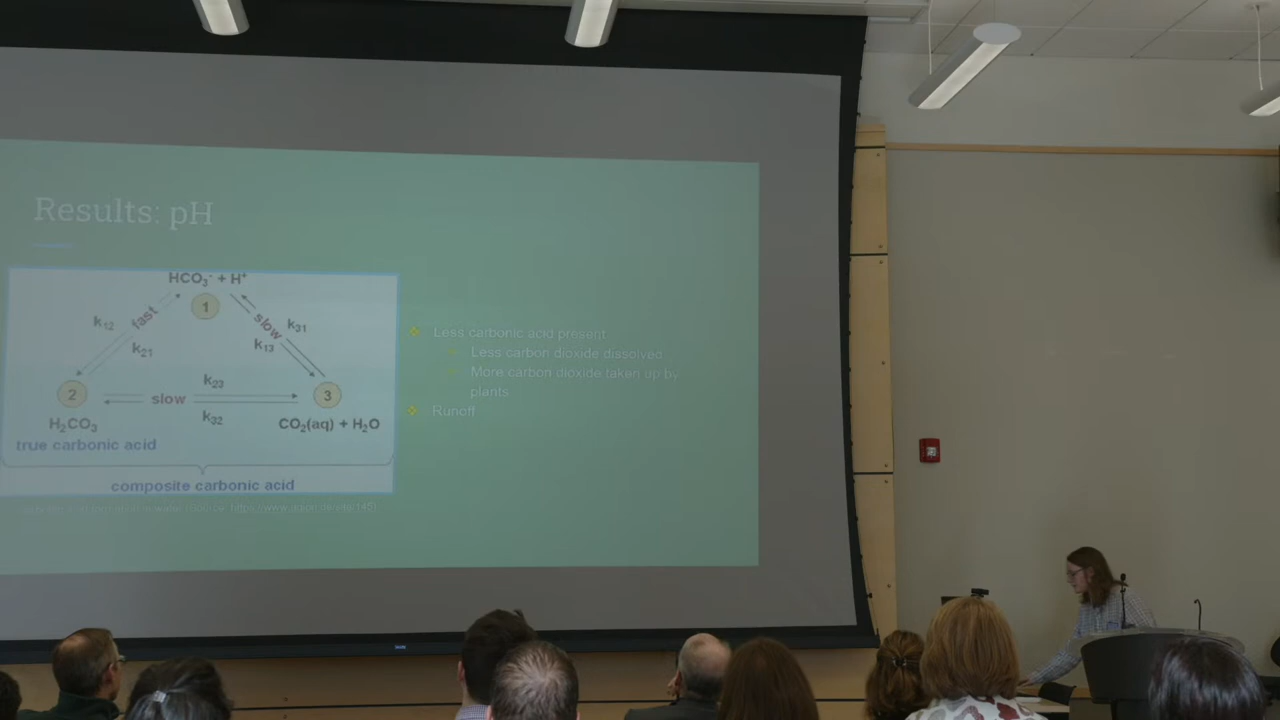 Results: pH
HCO₃⁻ + H⁺
1
k₁₂
fast
k₂₁
slow
k₃₁
k₁₃
2
k₂₃
slow
k₃₂
3
H₂CO₃
CO₂(aq) + H₂O
true carbonic acid
composite carbonic acid
Less carbonic acid present
Less carbon dioxide dissolved
More carbon dioxide taken up by
plants
Runoff